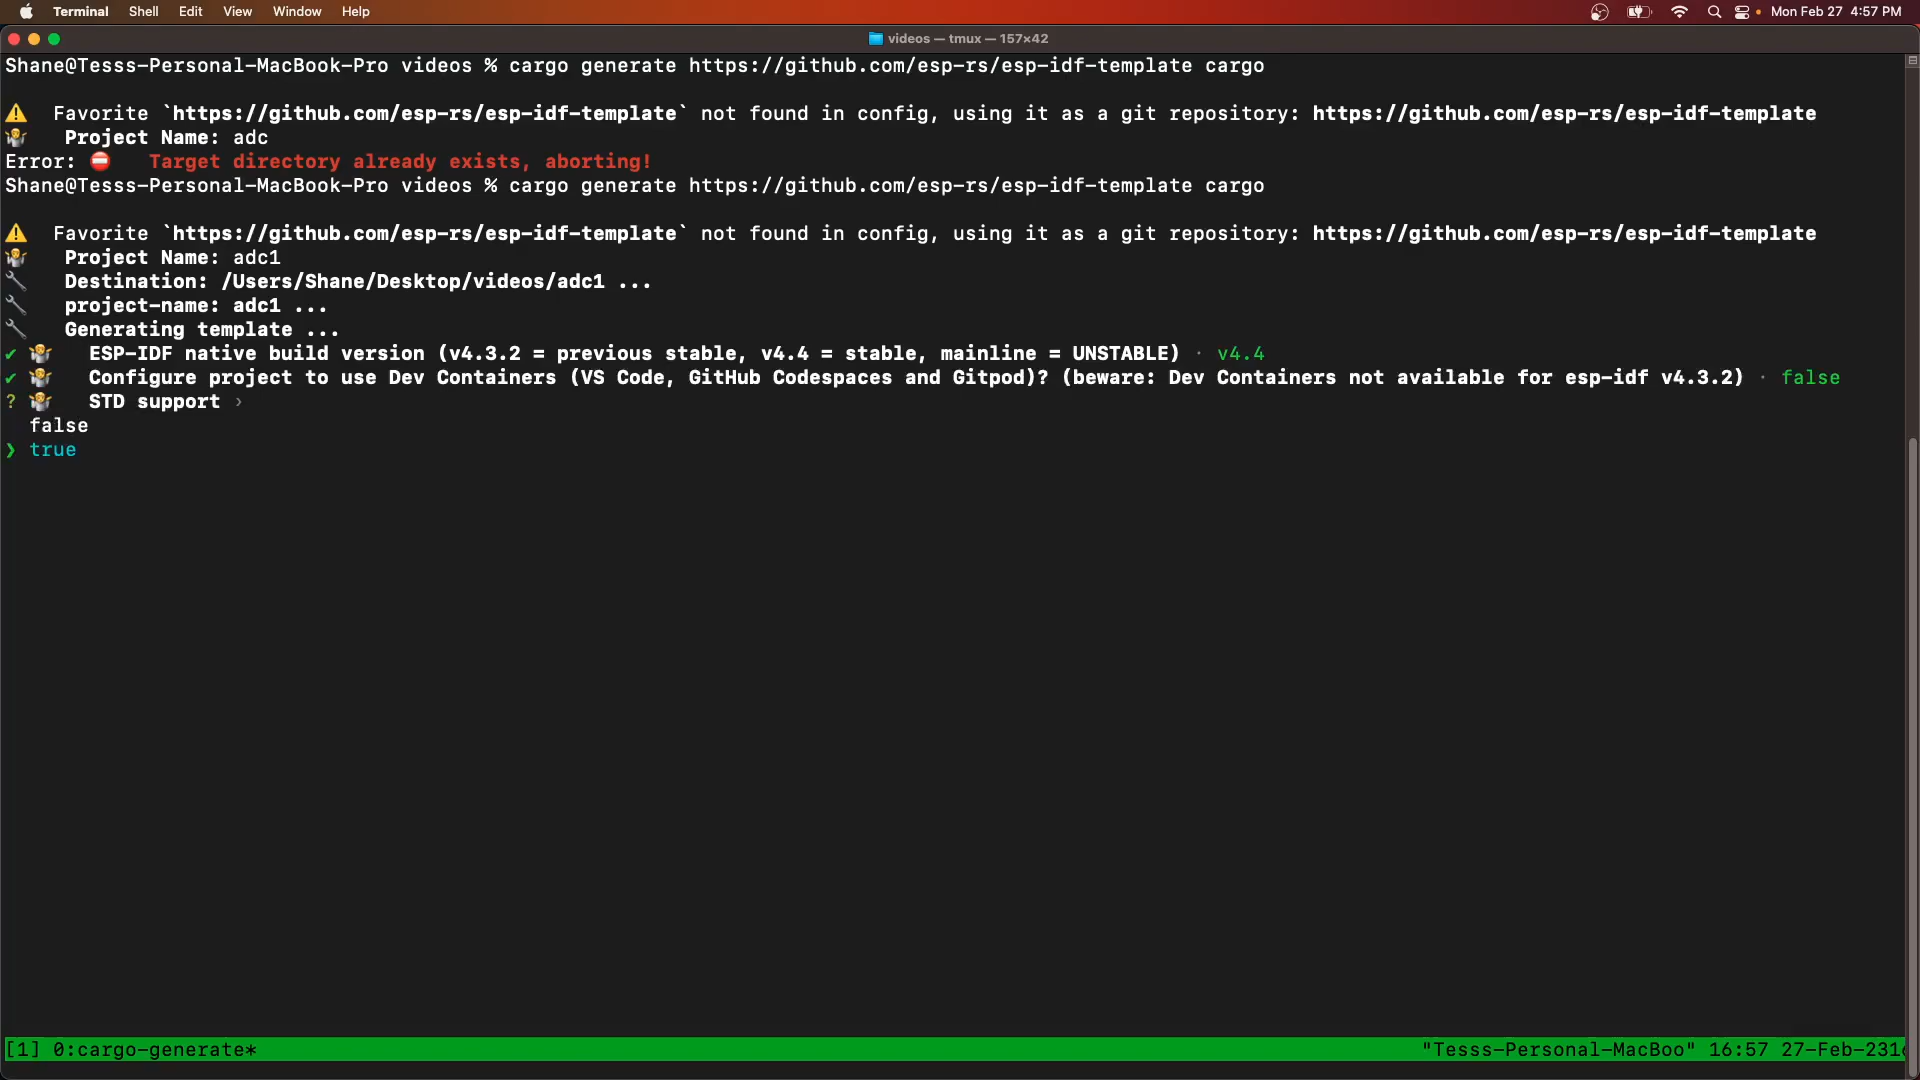 Terminal Shell Edit View Window Help Mon Feb 27 4:57 PM
videos — tmux — 157×42
Shane@Tesss-Personal-MacBook-Pro videos % cargo generate https://github.com/esp-rs/esp-idf-template cargo
Favorite `https://github.com/esp-rs/esp-idf-template` not found in config, using it as a git repository: https://github.com/esp-rs/esp-idf-template
Project Name: adc
Error: Target directory already exists, aborting!
Shane@Tesss-Personal-MacBook-Pro videos % cargo generate https://github.com/esp-rs/esp-idf-template cargo
Favorite `https://github.com/esp-rs/esp-idf-template` not found in config, using it as a git repository: https://github.com/esp-rs/esp-idf-template
Project Name: adc1
Destination: /Users/Shane/Desktop/videos/adc1 ...
project-name: adc1 ...
Generating template ...
✔ ESP-IDF native build version (v4.3.2 = previous stable, v4.4 = stable, mainline = UNSTABLE) · v4.4
✔ Configure project to use Dev Containers (VS Code, GitHub Codespaces and Gitpod)? (beware: Dev Containers not available for esp-idf v4.3.2) · false
? STD support ›
false
❯ true
[1] 0:cargo-generate* "Tesss-Personal-MacBoo" 16:57 27-Feb-23